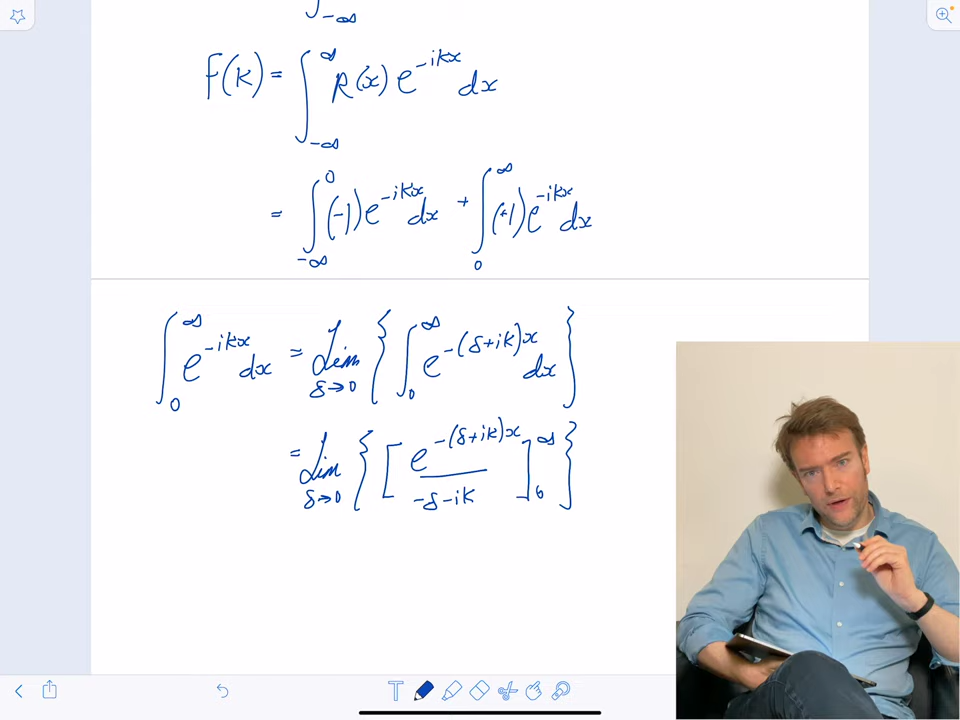 ∫_{-∞}
F(k) = ∫_{-∞}^{∞} R(x) e^{-ikx} dx
= ∫_{-∞}^{0} (-1) e^{-ikx} dx + ∫_{0}^{∞} (+1) e^{-ikx} dx
∫_{0}^{∞} e^{-ikx} dx = Lim_{δ→0} { ∫_{0}^{∞} e^{-(δ+ik)x} dx }
= Lim_{δ→0} { [ e^{-(δ+ik)x} / -δ-ik ]_{0}^{∞} }
T